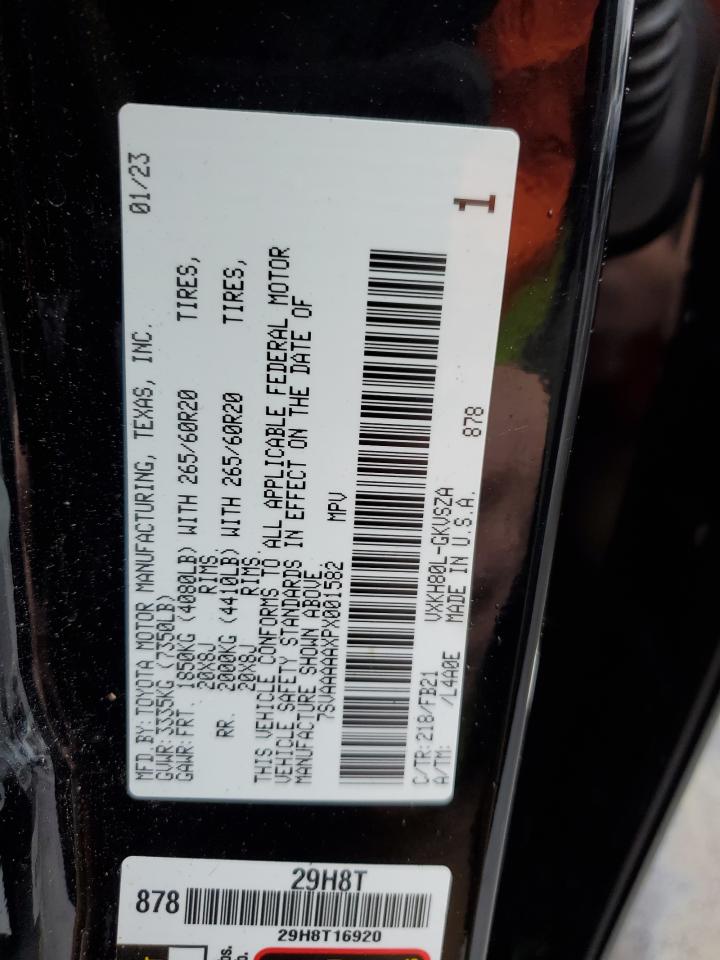 MFD.BY:TOYOTA MOTOR MANUFACTURING, TEXAS, INC. 01/23
GVWR:3335KG (7350LB)
GAWR:FRT. 1850KG (4080LB) WITH 265/60R20 TIRES,
20X8J RIMS.
RR. 2000KG (4410LB) WITH 265/60R20 TIRES,
20X8J RIMS.
THIS VEHICLE CONFORMS TO ALL APPLICABLE FEDERAL MOTOR
VEHICLE SAFETY STANDARDS IN EFFECT ON THE DATE OF
MANUFACTURE SHOWN ABOVE.
7SVAAAAAXPX001582 MPV
1
C/TR:218/FB21 VXKH80L-GKVSZA 878
A/TM: /L4A0E MADE IN U.S.A.
29H8T
878
29H8T16920